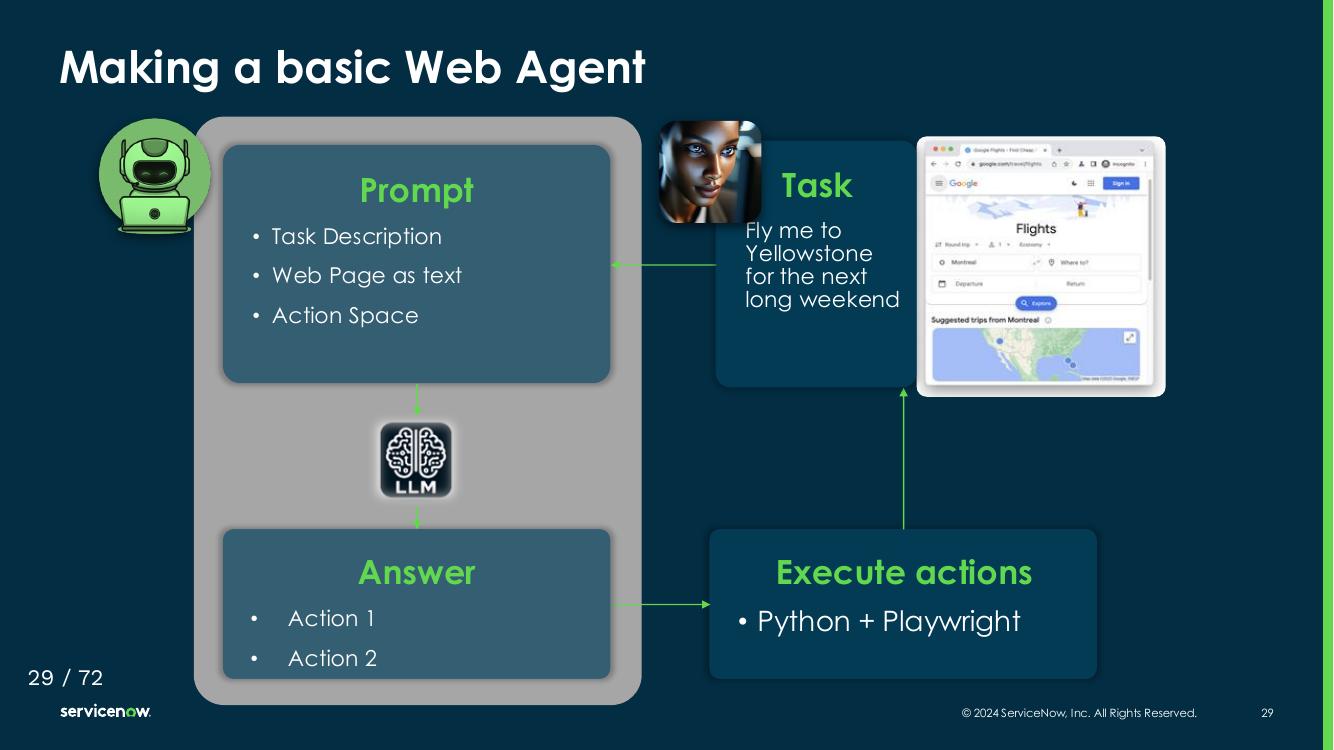 Making a basic Web Agent
Prompt
• Task Description
• Web Page as text
• Action Space
LLM
Answer
• Action 1
• Action 2
Task
Fly me to
Yellowstone
for the next
long weekend
Google Flights - Find Cheap
google.com/travel/flights
Incognito
Google
Sign in
Flights
Round trip
1
Economy
Montreal
Where to?
Departure
Return
Explore
Suggested trips from Montreal
Execute actions
• Python + Playwright
29 / 72
servicenow
© 2024 ServiceNow, Inc. All Rights Reserved.
29